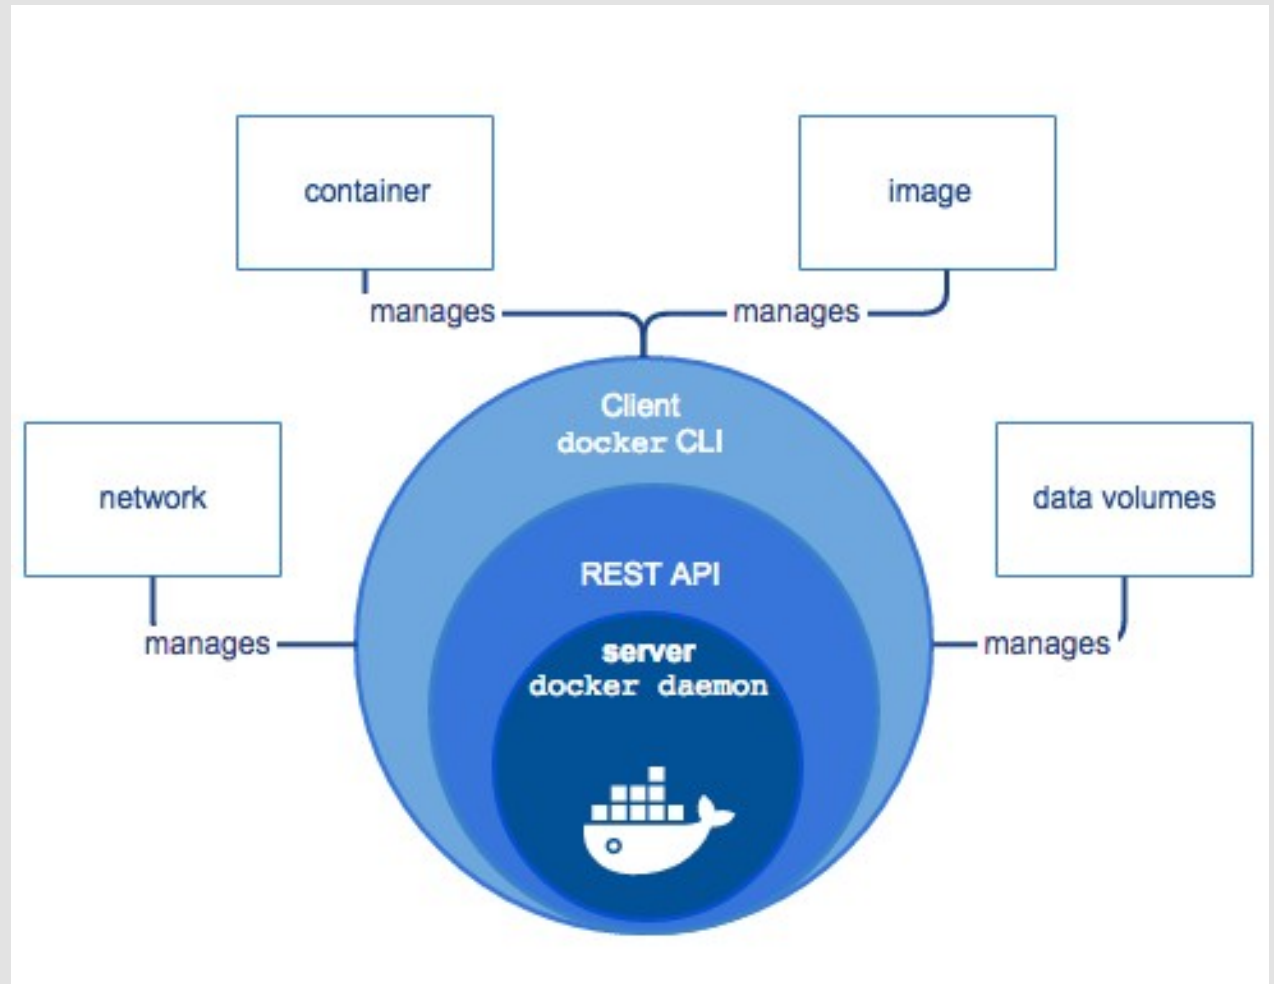 container
image
manages
manages
Client
docker CLI
network
data volumes
REST API
manages
server
manages
docker daemon